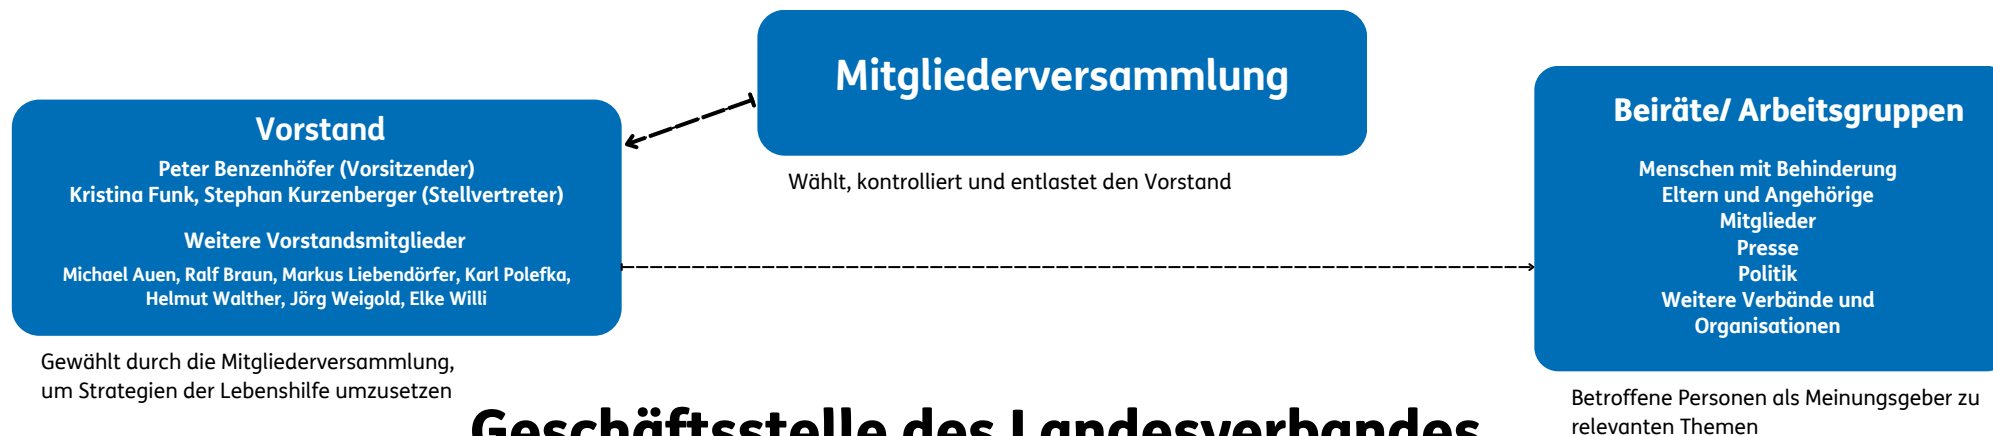 Mitgliederversammlung
Wählt, kontrolliert und entlastet den Vorstand
Vorstand
Peter Benzenhöfer (Vorsitzender)
Kristina Funk, Stephan Kurzenberger (Stellvertreter)
Weitere Vorstandsmitglieder
Michael Auen, Ralf Braun, Markus Liebendörfer, Karl Polefka,
Helmut Walther, Jörg Weigold, Elke Willi
Gewählt durch die Mitgliederversammlung,
um Strategien der Lebenshilfe umzusetzen
Beiräte/ Arbeitsgruppen
Menschen mit Behinderung
Eltern und Angehörige
Mitglieder
Presse
Politik
Weitere Verbände und
Organisationen
Betroffene Personen als Meinungsgeber zu
relevanten Themen
Geschäftsstelle des Landesverbandes